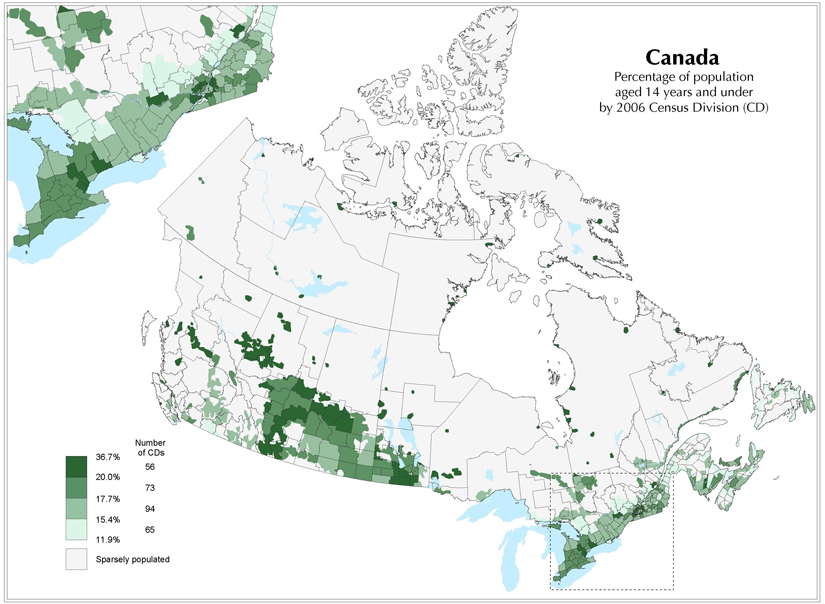 Canada
Percentage of population
aged 14 years and under
by 2006 Census Division (CD)
Number
of CDs
36.7%
56
20.0%
73
17.7%
94
15.4%
65
11.9%
Sparsely populated